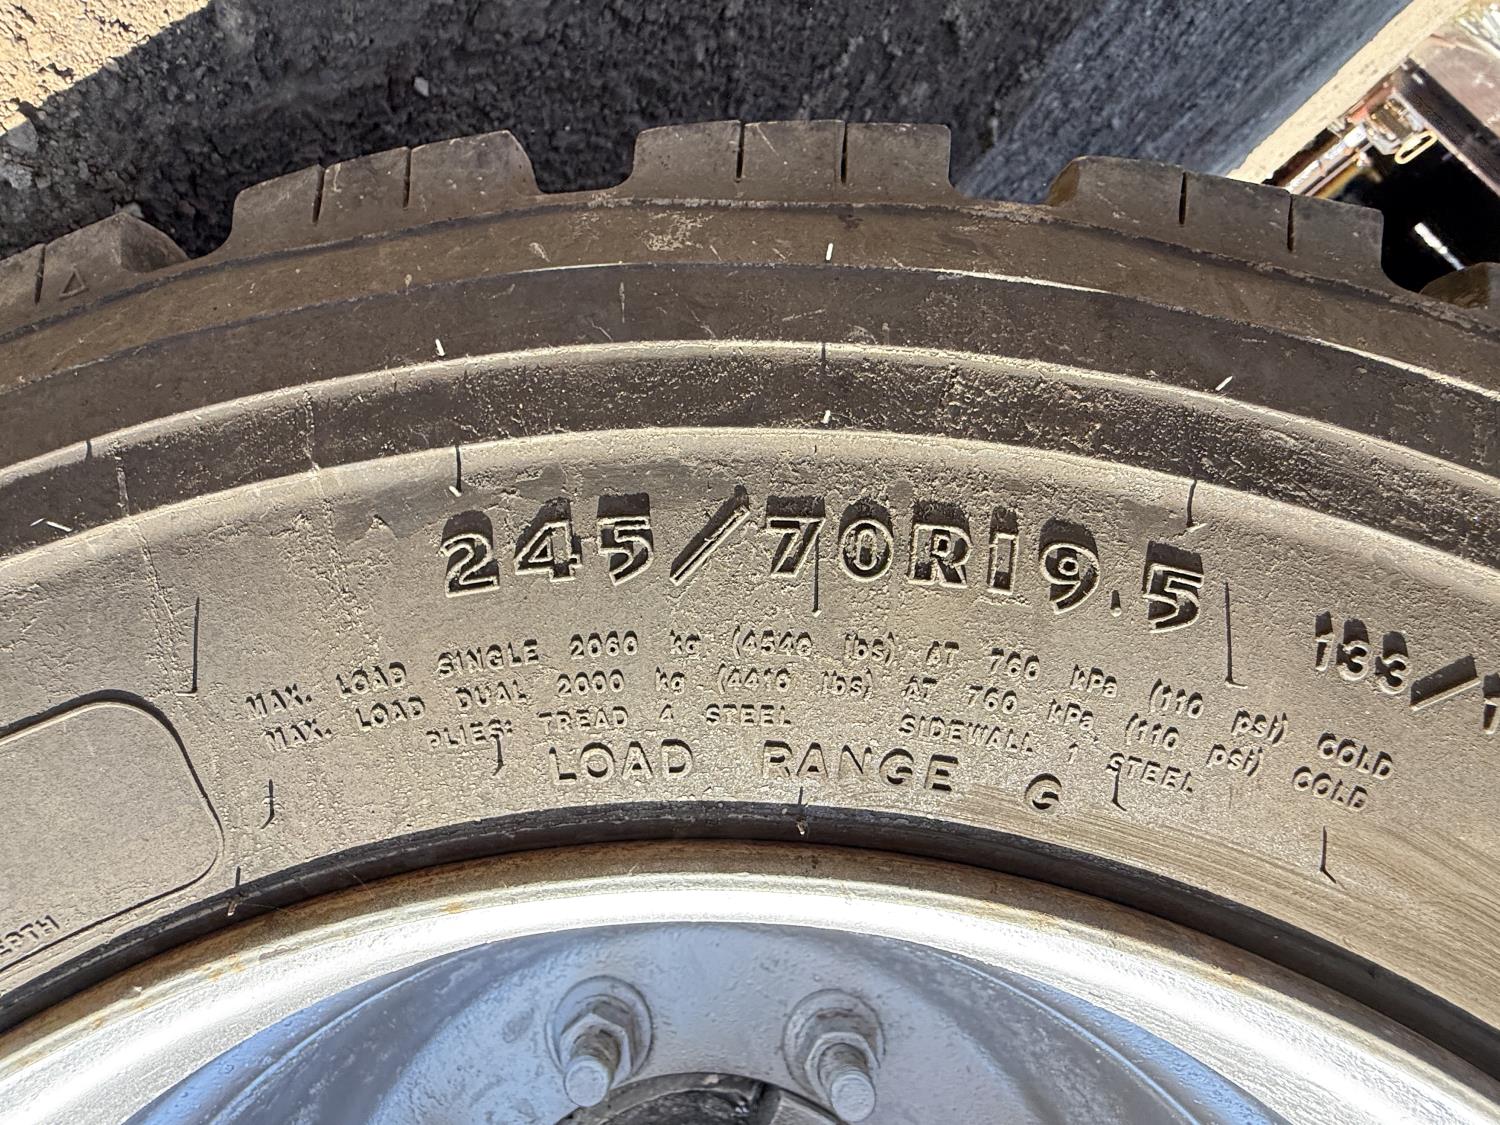 245/70R19.5
133/1
MAX. LOAD SINGLE 2060 kg (4540 lbs) AT 760 kPa (110 psi) COLD
MAX. LOAD DUAL 2000 kg (4410 lbs) AT 760 kPa (110 psi) COLD
PLIES: TREAD 4 STEEL SIDEWALL 1 STEEL
LOAD RANGE G